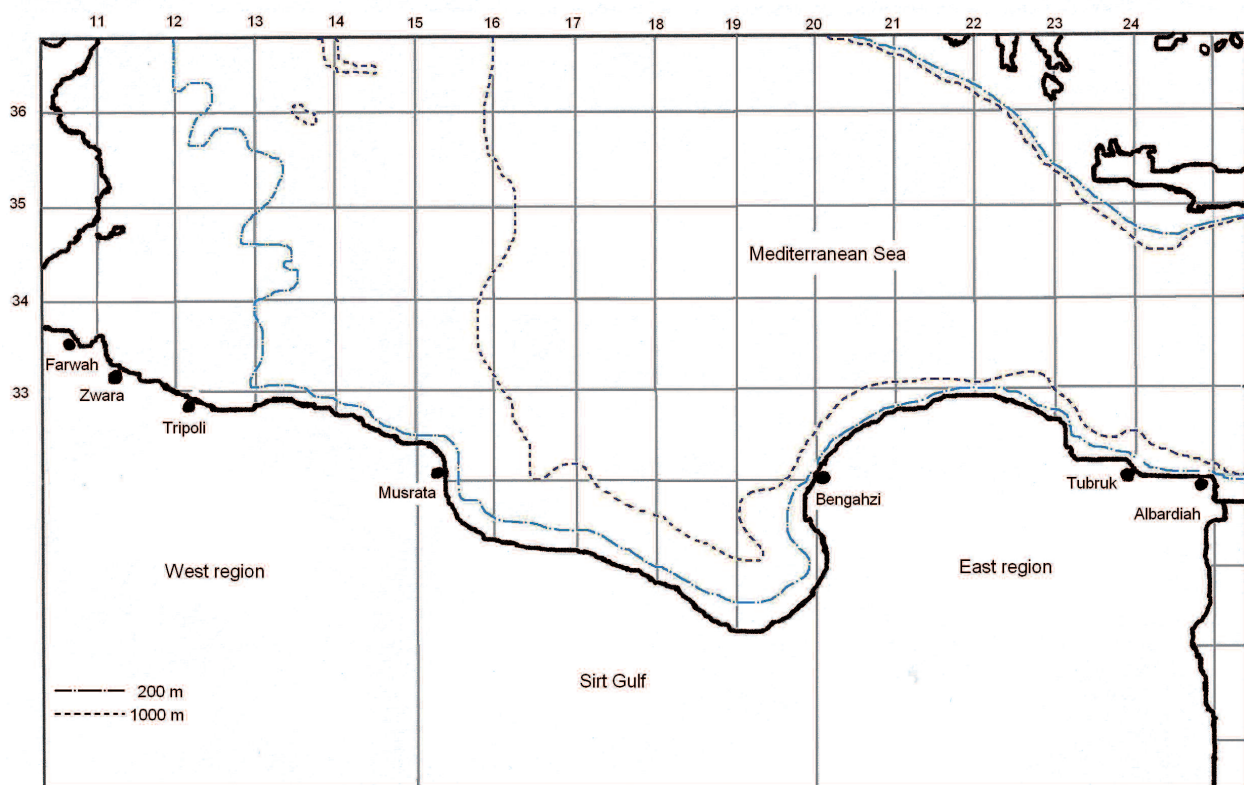 11 12 13 14 15 16 17 18 19 20 21 22 23 24
36
35
Mediterranean Sea
34
33
Farwah
Zwara
Tripoli
Musrata
Bengahzi
Tubruk
Albardiah
West region
East region
Sirt Gulf
200 m
1000 m